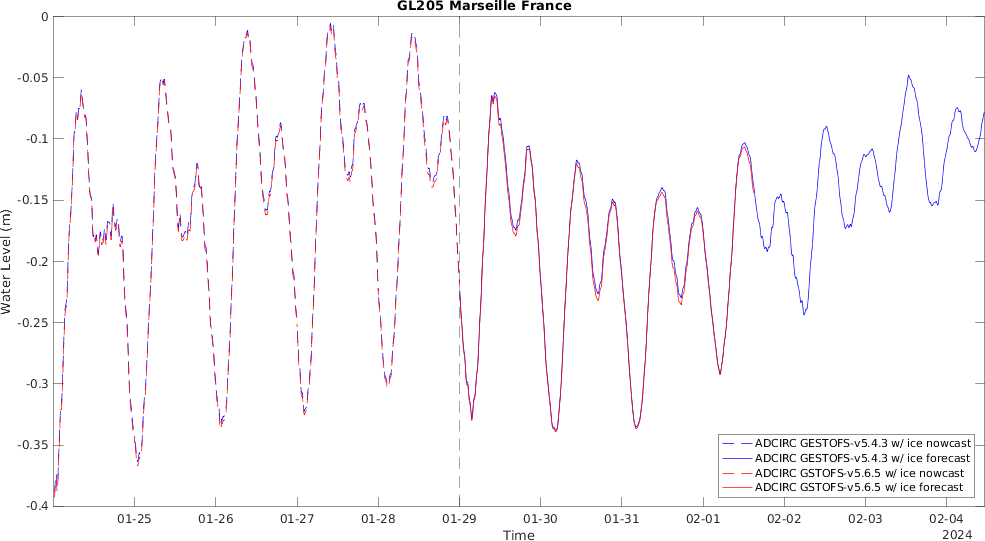 GL205 Marseille France
Water Level (m)
0
-0.05
-0.1
-0.15
-0.2
-0.25
-0.3
-0.35
-0.4
ADCIRC GESTOFS-v5.4.3 w/ ice nowcast
ADCIRC GESTOFS-v5.4.3 w/ ice forecast
ADCIRC GSTOFS-v5.6.5 w/ ice nowcast
ADCIRC GSTOFS-v5.6.5 w/ ice forecast
01-25 01-26 01-27 01-28 01-29 01-30 01-31 02-01 02-02 02-03 02-04
Time
2024